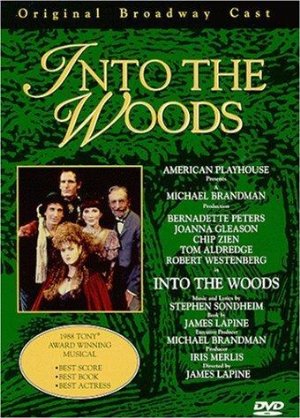 Original Broadway Cast
INTO THE
WOODS
AMERICAN PLAYHOUSE
Presents
A
MICHAEL BRANDMAN
Production
BERNADETTE PETERS
JOANNA GLEASON
CHIP ZIEN
TOM ALDREDGE
ROBERT WESTENBERG
in
INTO THE WOODS
Music and Lyrics by
STEPHEN SONDHEIM
Book by
JAMES LAPINE
Executive Producer
MICHAEL BRANDMAN
Producer
IRIS MERLIS
Directed by
JAMES LAPINE
1988 TONY®
AWARD WINNING
MUSICAL
•BEST SCORE
•BEST BOOK
•BEST ACTRESS
DVD